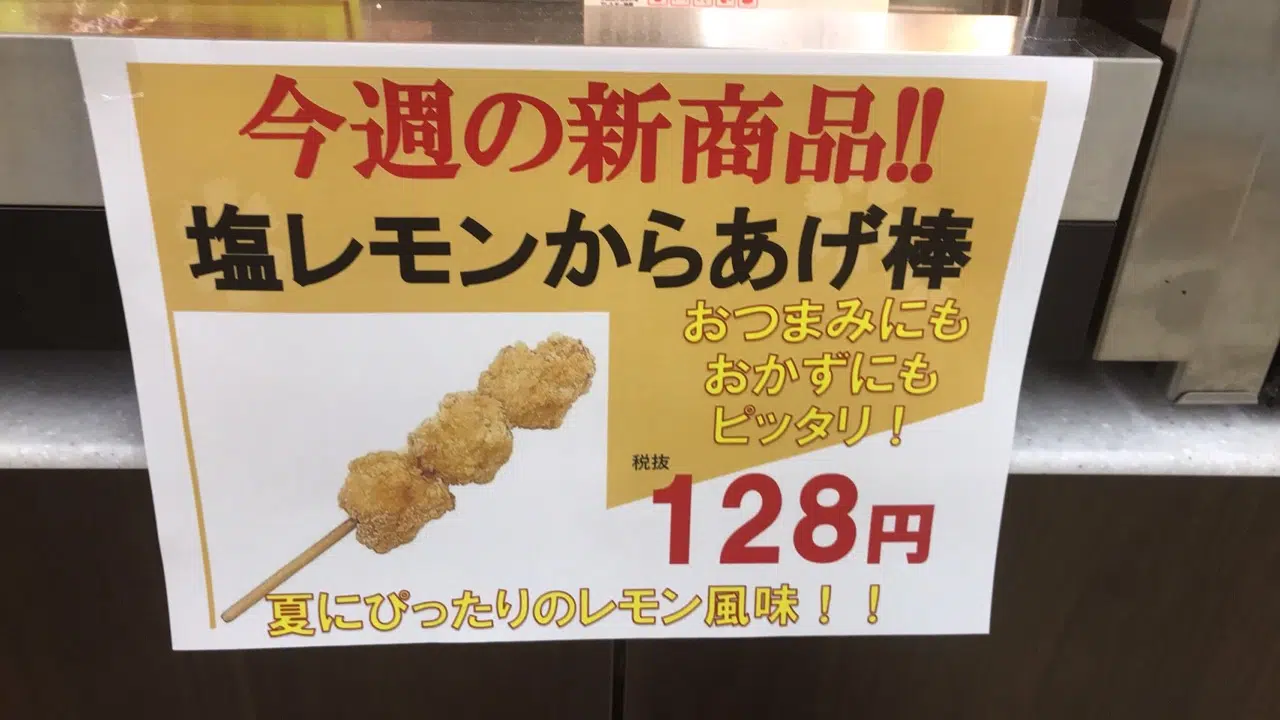 今週の新商品!!
塩レモンからあげ棒
おつまみにも
おかずにも
ピッタリ！
税抜
128円
夏にぴったりのレモン風味！！